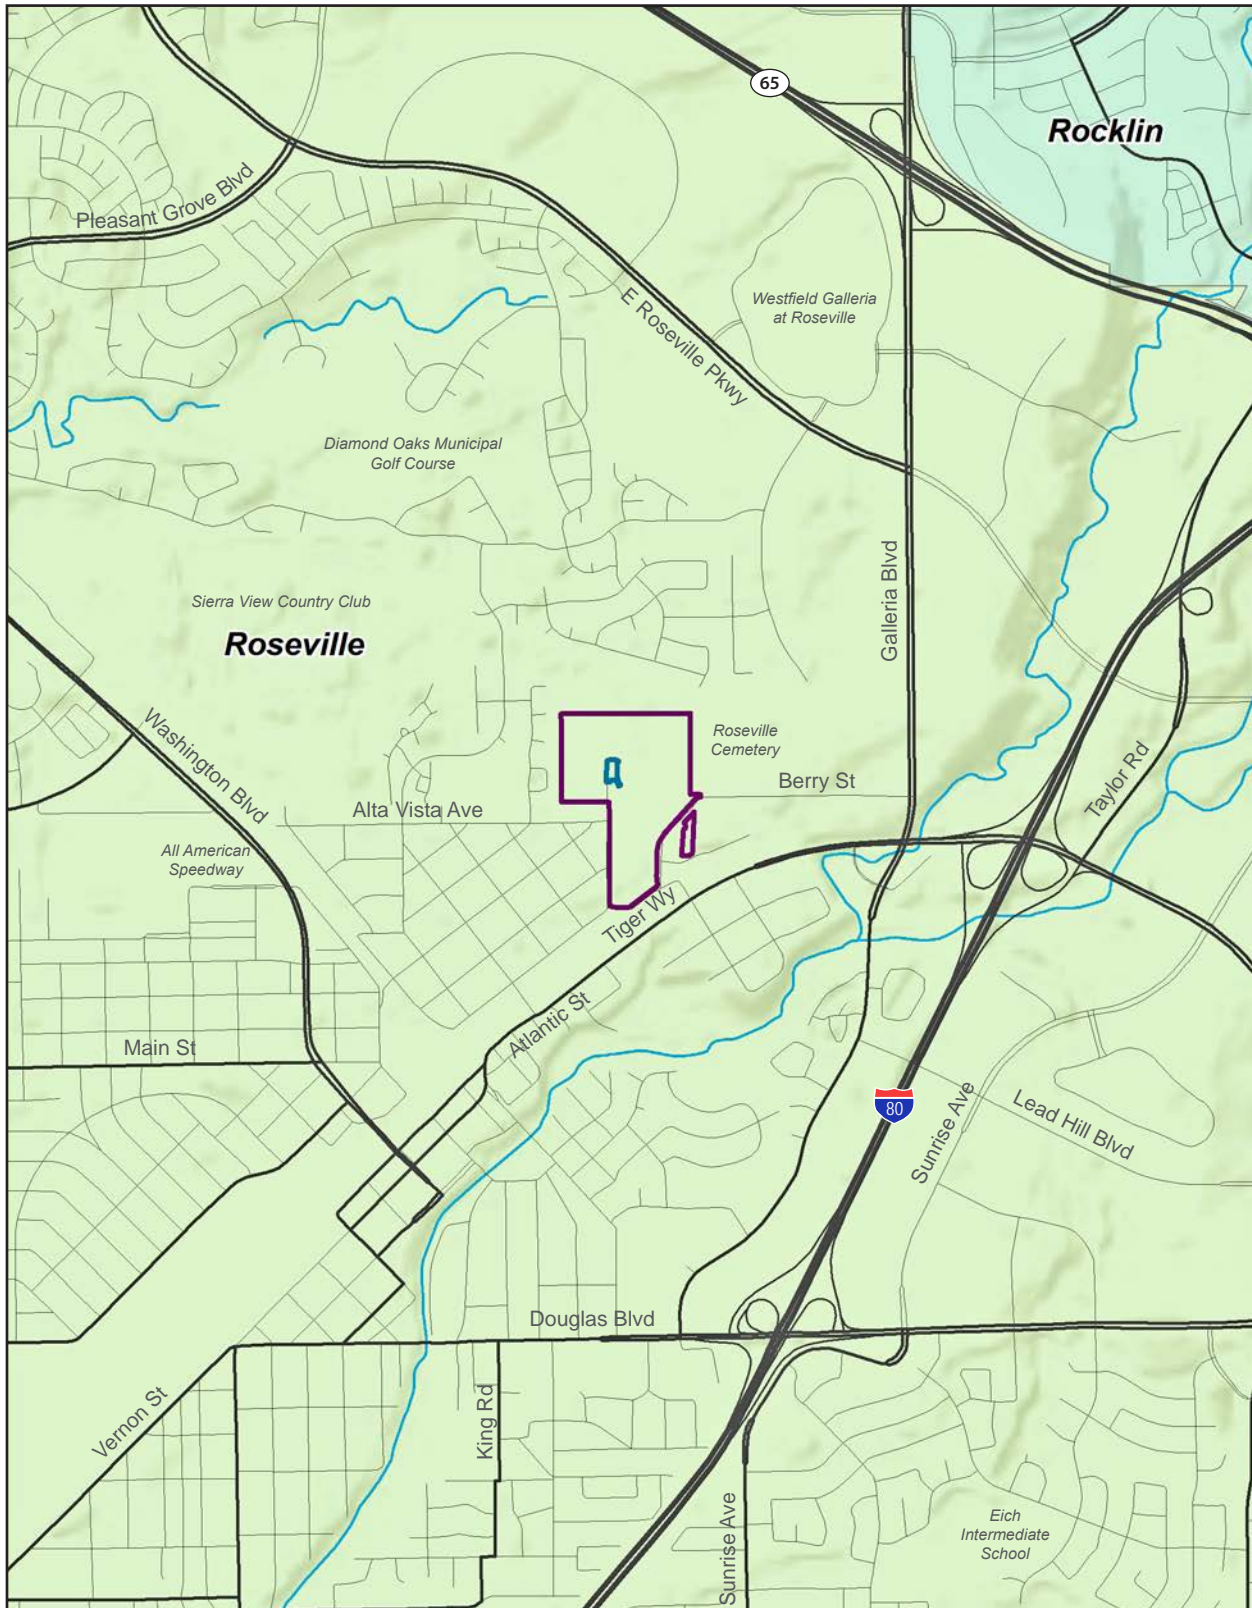 65
Rocklin
Pleasant Grove Blvd
Westfield Galleria
at Roseville
E Roseville Pkwy
Diamond Oaks Municipal
Golf Course
Galleria Blvd
Sierra View Country Club
Roseville
Washington Blvd
Roseville
Cemetery
Taylor Rd
Berry St
Alta Vista Ave
All American
Speedway
Tiger Wy
Atlantic St
Main St
80
Sunrise Ave
Lead Hill Blvd
Douglas Blvd
Vernon St
King Rd
Sunrise Ave
Eich
Intermediate
School